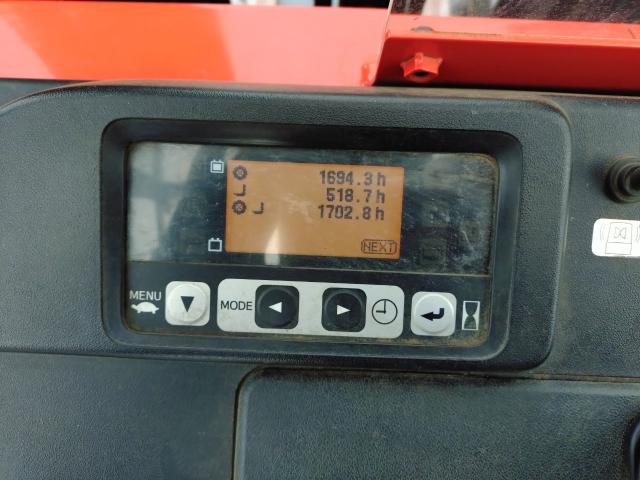 1694.3 h
518.7 h
1702.8 h
NEXT
MENU
MODE